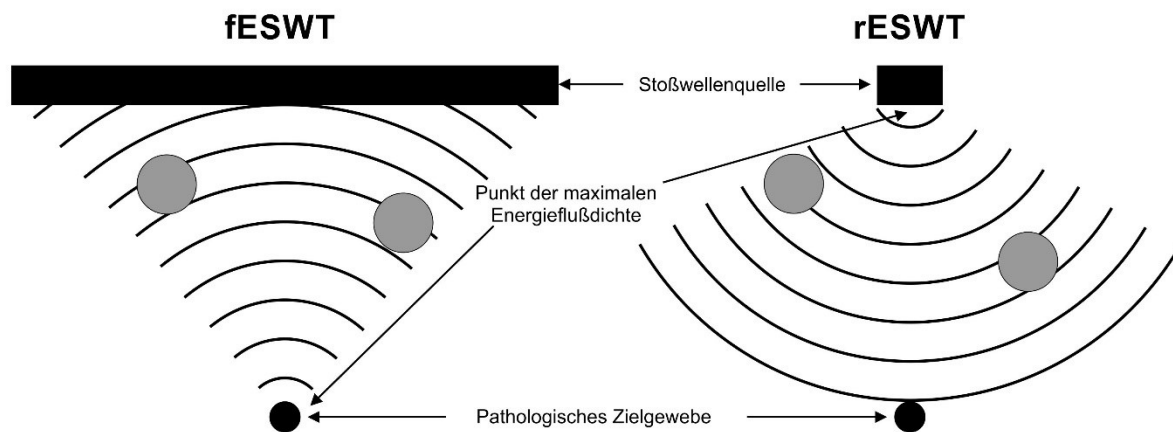 fESWT
rESWT
Stoßwellenquelle
Punkt der maximalen
Energieflußdichte
Pathologisches Zielgewebe